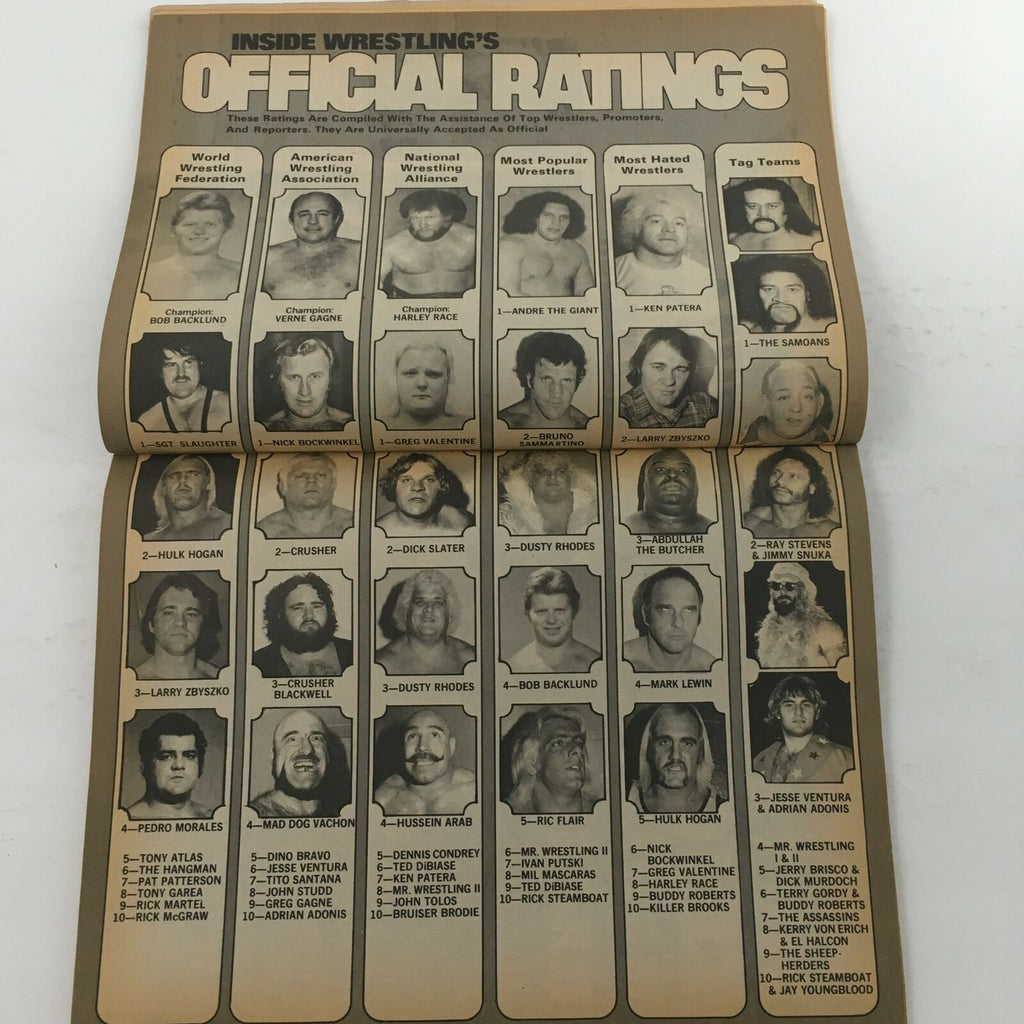 INSIDE WRESTLING'S
OFFICIAL RATINGS
These Ratings Are Compiled With The Assistance Of Top Wrestlers, Promoters,
And Reporters. They Are Universally Accepted As Official
World
Wrestling
Federation
Champion:
BOB BACKLUND
1—SGT. SLAUGHTER
2—HULK HOGAN
3—LARRY ZBYSZKO
4—PEDRO MORALES
5—TONY ATLAS
6—THE HANGMAN
7—PAT PATTERSON
8—TONY GAREA
9—RICK MARTEL
10—RICK McGRAW
American
Wrestling
Association
Champion:
VERNE GAGNE
1—NICK BOCKWINKEL
2—CRUSHER
3—CRUSHER
BLACKWELL
4—MAD DOG VACHON
5—DINO BRAVO
6—JESSE VENTURA
7—TITO SANTANA
8—JOHN STUDD
9—GREG GAGNE
10—ADRIAN ADONIS
National
Wrestling
Alliance
Champion:
HARLEY RACE
1—GREG VALENTINE
2—DICK SLATER
3—DUSTY RHODES
4—HUSSEIN ARAB
5—DENNIS CONDREY
6—TED DiBIASE
7—KEN PATERA
8—MR. WRESTLING II
9—JOHN TOLOS
10—BRUISER BRODIE
Most Popular
Wrestlers
1—ANDRE THE GIANT
2—BRUNO
SAMMARTINO
3—DUSTY RHODES
4—BOB BACKLUND
5—RIC FLAIR
6—MR. WRESTLING II
7—IVAN PUTSKI
8—MIL MASCARAS
9—TED DiBIASE
10—RICK STEAMBOAT
Most Hated
Wrestlers
1—KEN PATERA
2—LARRY ZBYSZKO
3—ABDULLAH
THE BUTCHER
4—MARK LEWIN
5—HULK HOGAN
6—NICK
BOCKWINKEL
7—GREG VALENTINE
8—HARLEY RACE
9—BUDDY ROBERTS
10—KILLER BROOKS
Tag Teams
1—THE SAMOANS
2—RAY STEVENS
& JIMMY SNUKA
3—JESSE VENTURA
& ADRIAN ADONIS
4—MR. WRESTLING
I & II
5—JERRY BRISCO &
DICK MURDOCH
6—TERRY GORDY &
BUDDY ROBERTS
7—THE ASSASSINS
8—KERRY VON ERICH
& EL HALCON
9—THE SHEEP-
HERDERS
10—RICK STEAMBOAT
& JAY YOUNGBLOOD